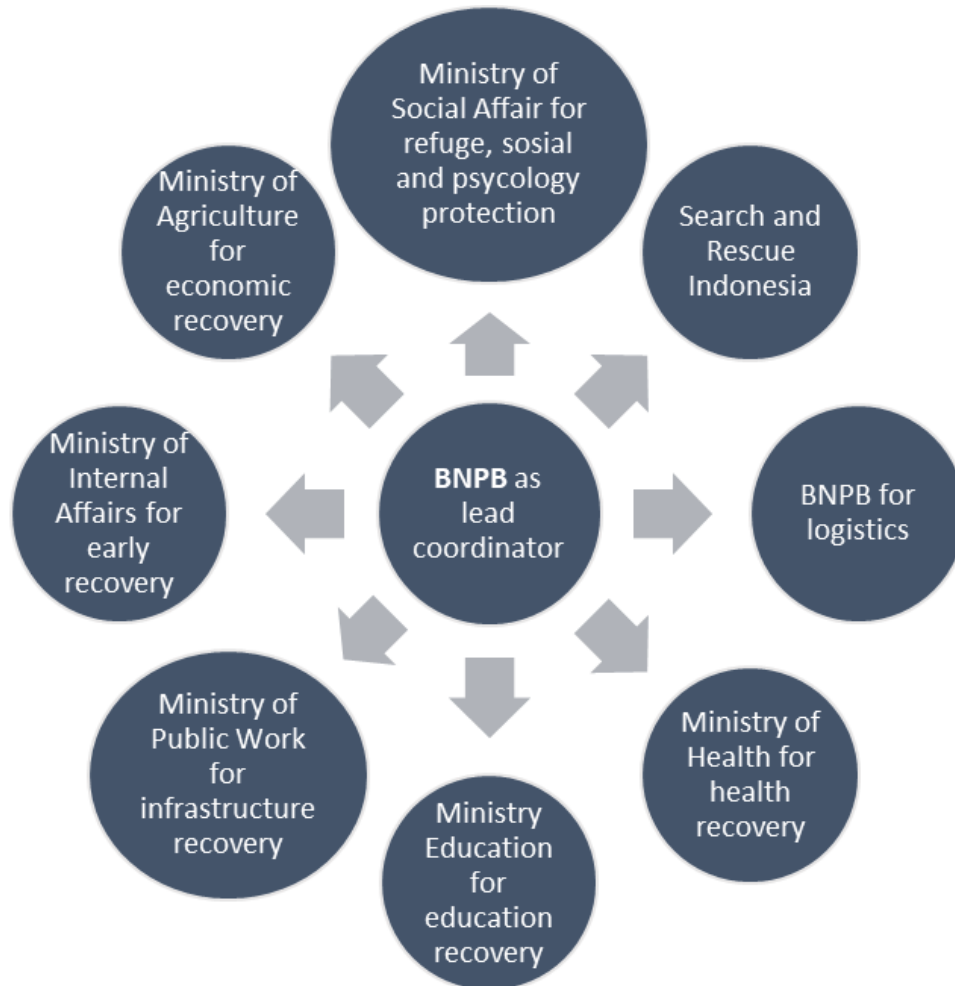 Ministry of
Social Affair for
refuge, sosial
and psycology
protection
Search and
Rescue
Indonesia
BNPB for
logistics
Ministry of
Health for
health
recovery
Ministry
Education
for
education
recovery
Ministry of
Public Work
for
infrastructure
recovery
Ministry of
Internal
Affairs for
early
recovery
Ministry of
Agriculture
for
economic
recovery
BNPB as
lead
coordinator